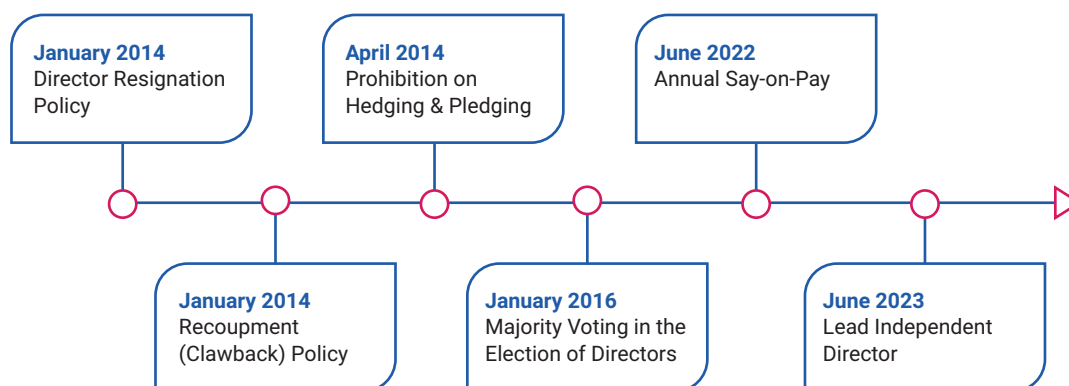 January 2014
Director Resignation
Policy
April 2014
Prohibition on
Hedging & Pledging
June 2022
Annual Say-on-Pay
January 2014
Recoupment
(Clawback) Policy
January 2016
Majority Voting in the
Election of Directors
June 2023
Lead Independent
Director